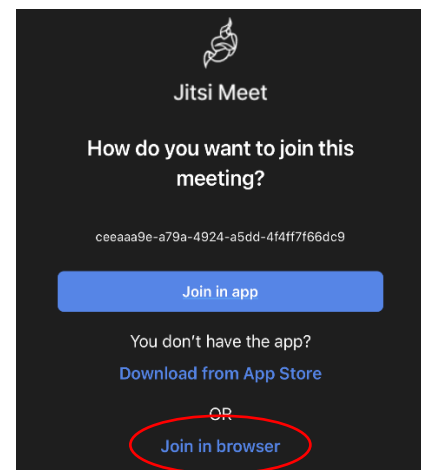 Jitsi Meet
How do you want to join this
meeting?
ceeaaa9e-a79a-4924-a5dd-4f4ff7f66dc9
Join in app
You don't have the app?
Download from App Store
OR
Join in browser